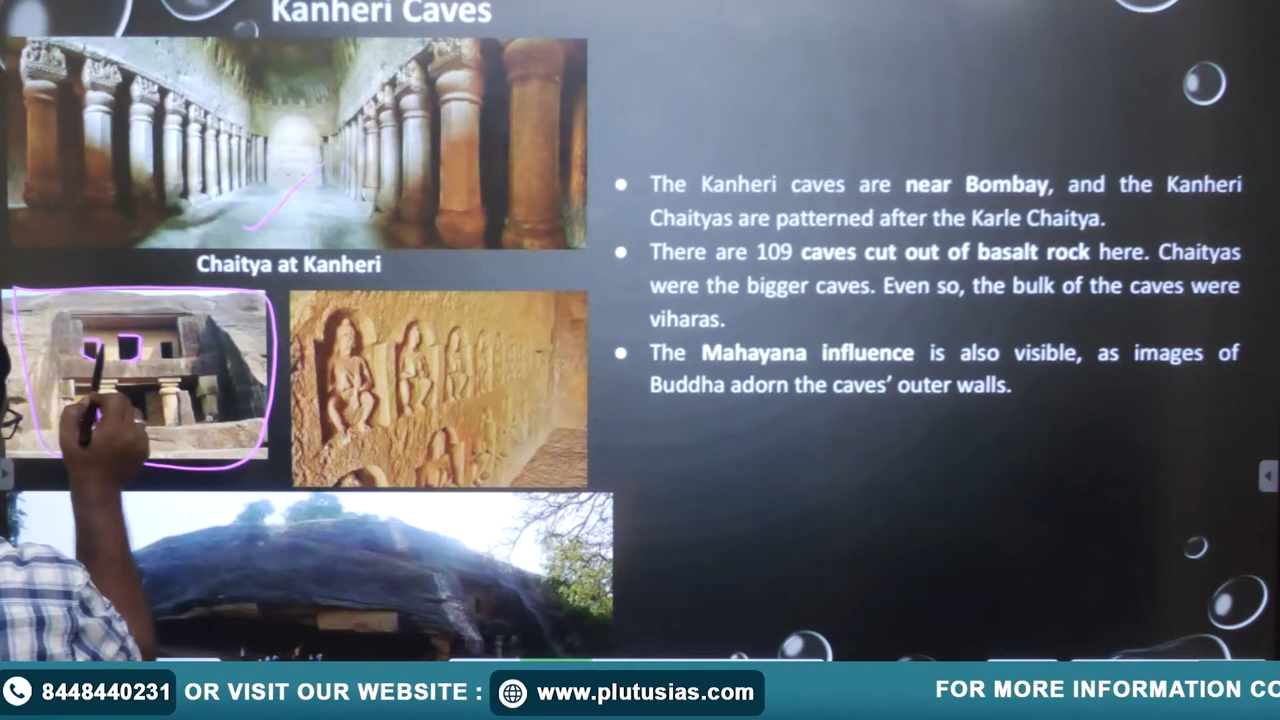 Kanheri Caves
Chaitya at Kanheri
• The Kanheri caves are near Bombay, and the Kanheri
Chaityas are patterned after the Karle Chaitya.
• There are 109 caves cut out of basalt rock here. Chaityas
were the bigger caves. Even so, the bulk of the caves were
viharas.
• The Mahayana influence is also visible, as images of
Buddha adorn the caves’ outer walls.
8448440231 OR VISIT OUR WEBSITE : www.plutusias.com FOR MORE INFORMATION CO